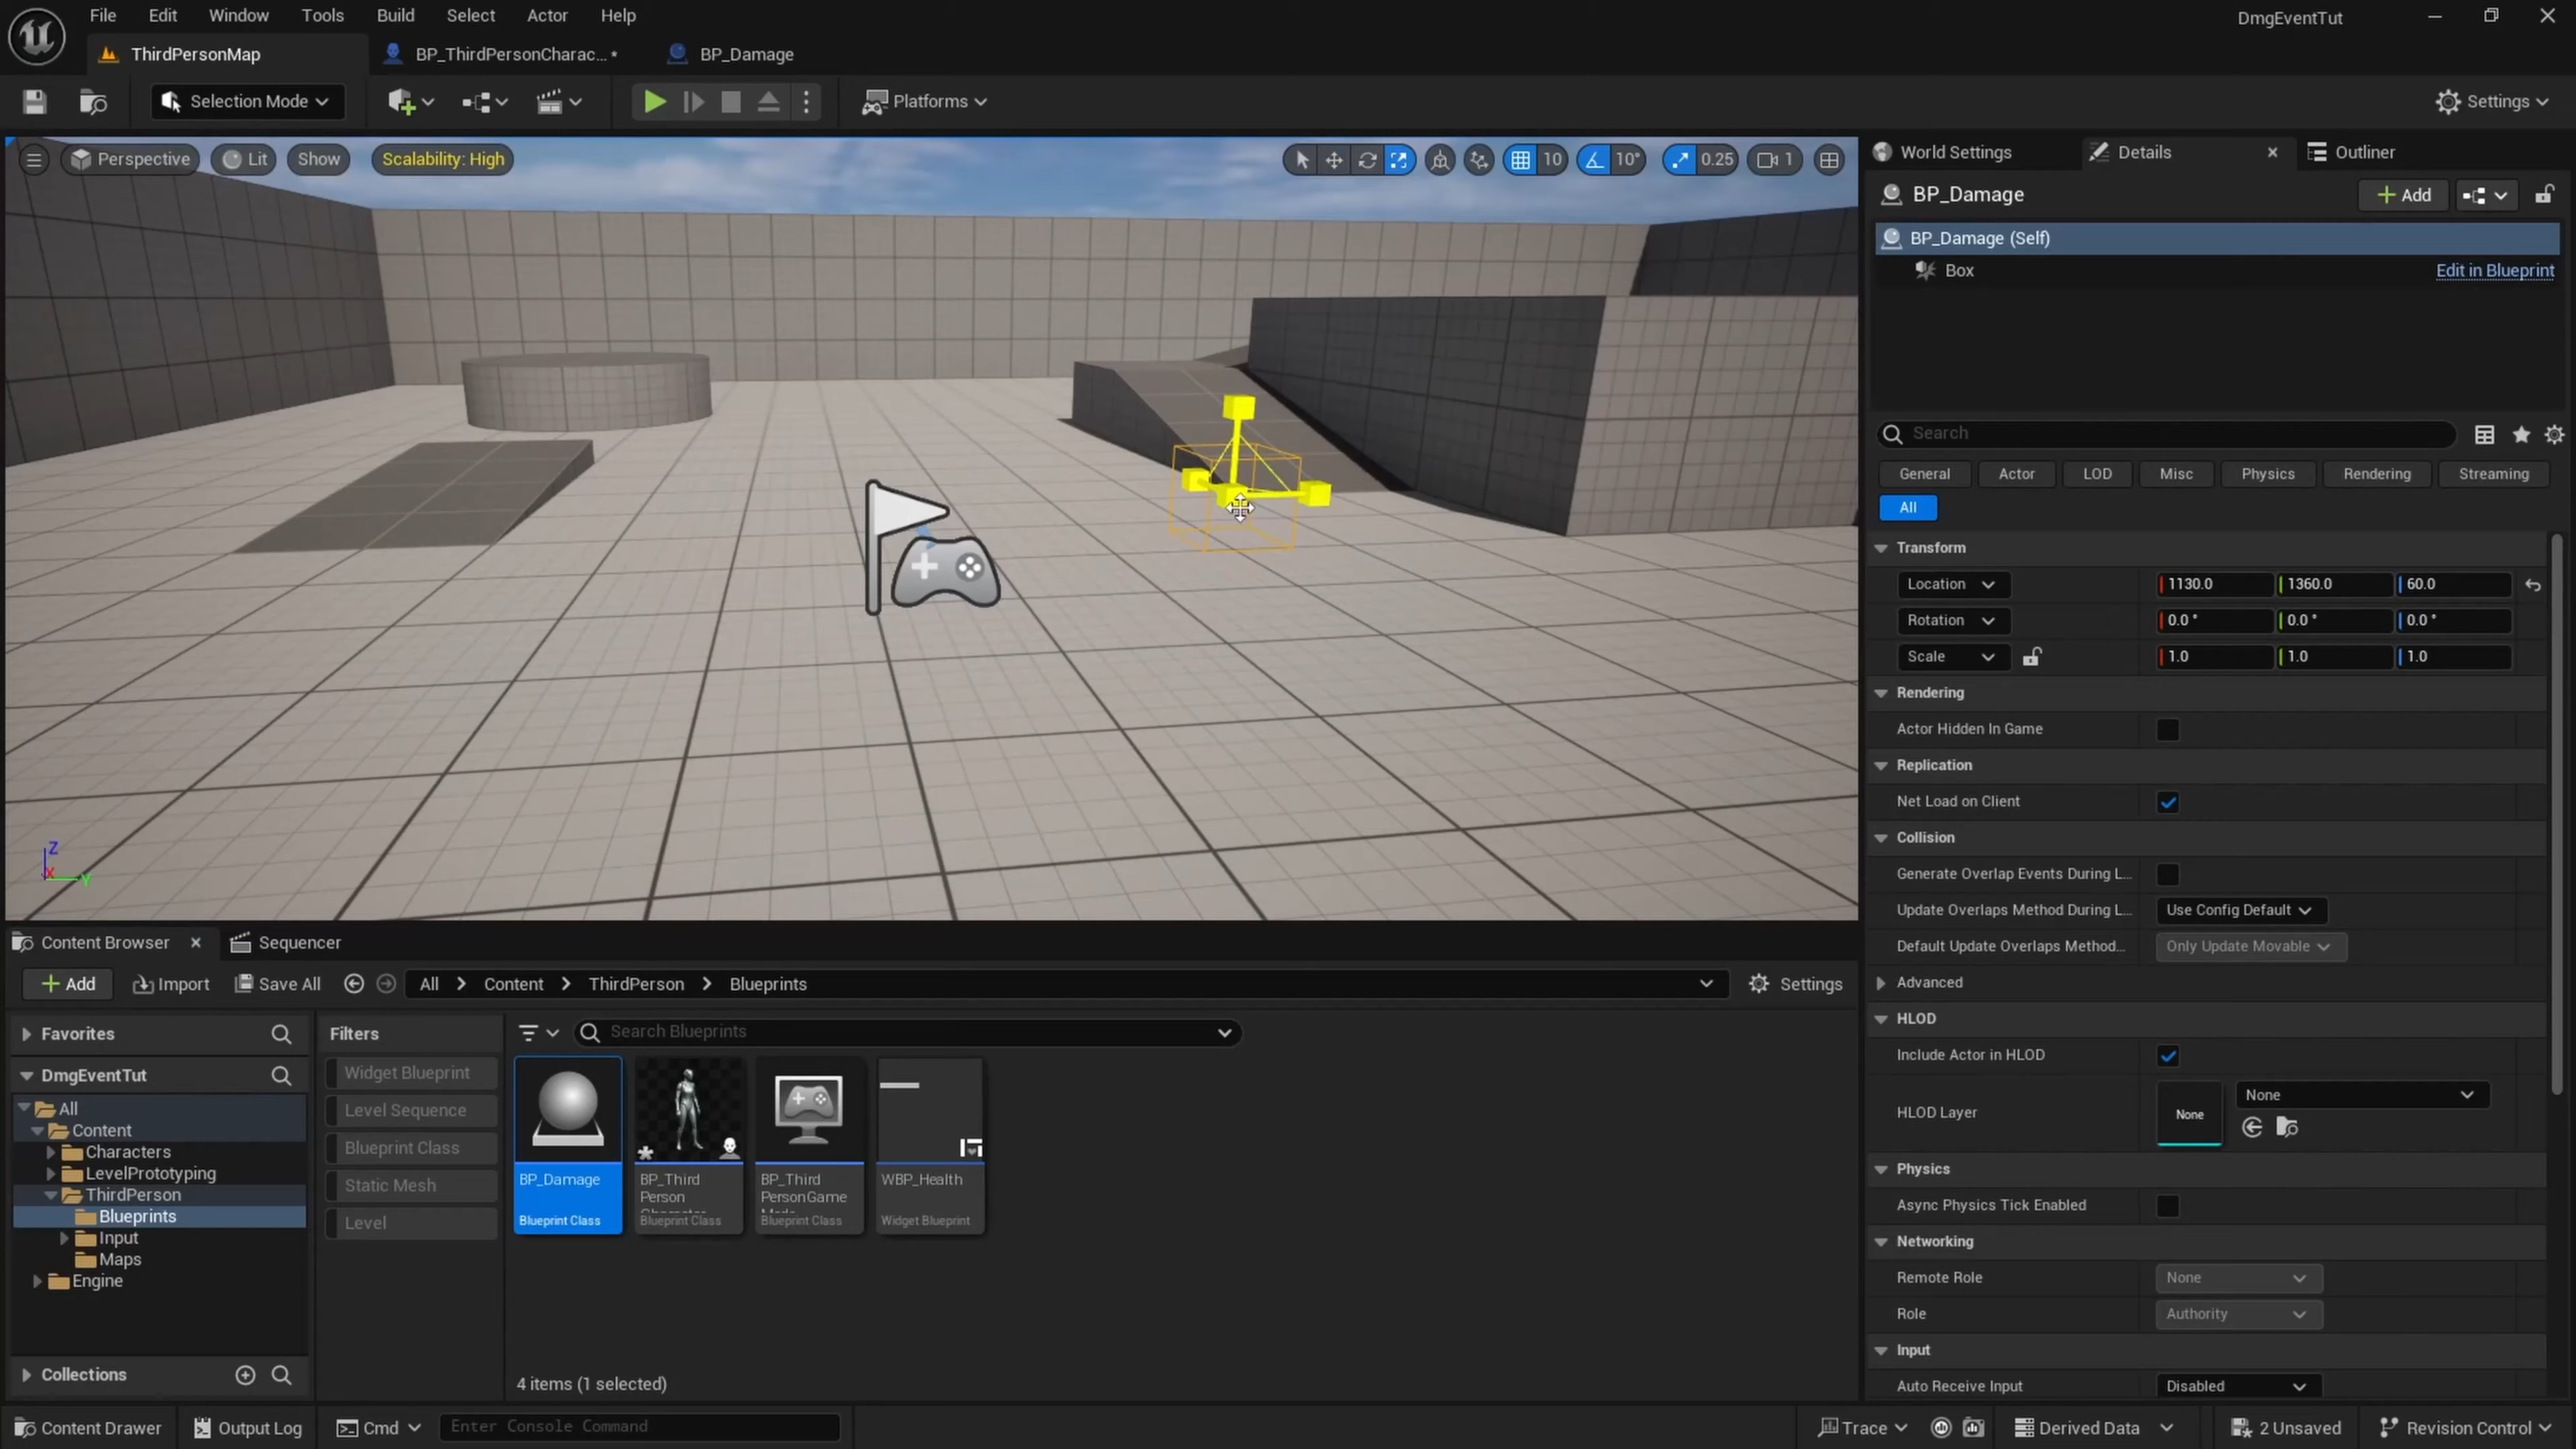 File Edit Window Tools Build Select Actor Help DmgEventTut
ThirdPersonMap BP_ThirdPersonCharac...* BP_Damage
Selection Mode Platforms Settings
Perspective Lit Show Scalability: High 10 10° 0.25 1
World Settings Details Outliner
BP_Damage Add
BP_Damage (Self)
Box Edit in Blueprint
Search
General Actor LOD Misc Physics Rendering Streaming
All
Transform
Location 1130.0 1360.0 60.0
Rotation 0.0 ° 0.0 ° 0.0 °
Scale 1.0 1.0 1.0
Rendering
Actor Hidden In Game
Replication
Net Load on Client
Collision
Generate Overlap Events During L...
Update Overlaps Method During L... Use Config Default
Default Update Overlaps Method... Only Update Movable
Advanced
HLOD
Include Actor in HLOD
HLOD Layer None None
Physics
Async Physics Tick Enabled
Networking
Remote Role None
Role Authority
Input
Auto Receive Input Disabled
Z
X Y
Content Browser Sequencer
Add Import Save All All > Content > ThirdPerson > Blueprints Settings
Favorites
DmgEventTut
All
Content
Characters
LevelPrototyping
ThirdPerson
Blueprints
Input
Maps
Engine
Collections
Filters
Widget Blueprint
Level Sequence
Blueprint Class
Static Mesh
Level
Search Blueprints
BP_Damage
Blueprint Class
BP_Third
Person
Blueprint Class
BP_Third
PersonGame
Blueprint Class
WBP_Health
Widget Blueprint
4 items (1 selected)
Content Drawer Output Log Cmd Enter Console Command Trace Derived Data 2 Unsaved Revision Control